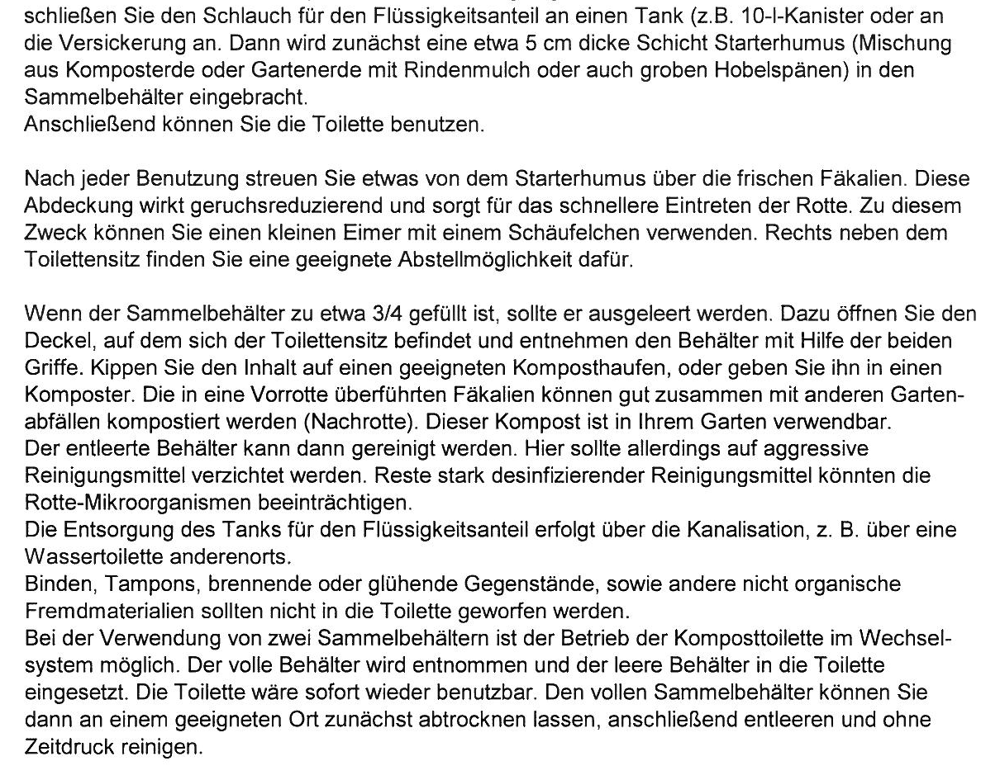 schließen Sie den Schlauch für den Flüssigkeitsanteil an einen Tank (z.B. 10-l-Kanister oder an
die Versickerung an. Dann wird zunächst eine etwa 5 cm dicke Schicht Starterhumus (Mischung
aus Komposterde oder Gartenerde mit Rindenmulch oder auch groben Hobelspänen) in den
Sammelbehälter eingebracht.
Anschließend können Sie die Toilette benutzen.

Nach jeder Benutzung streuen Sie etwas von dem Starterhumus über die frischen Fäkalien. Diese
Abdeckung wirkt geruchsreduzierend und sorgt für das schnellere Eintreten der Rotte. Zu diesem
Zweck können Sie einen kleinen Eimer mit einem Schäufelchen verwenden. Rechts neben dem
Toilettensitz finden Sie eine geeignete Abstellmöglichkeit dafür.

Wenn der Sammelbehälter zu etwa 3/4 gefüllt ist, sollte er ausgeleert werden. Dazu öffnen Sie den
Deckel, auf dem sich der Toilettensitz befindet und entnehmen den Behälter mit Hilfe der beiden
Griffe. Kippen Sie den Inhalt auf einen geeigneten Komposthaufen, oder geben Sie ihn in einen
Komposter. Die in eine Vorrotte überführten Fäkalien können gut zusammen mit anderen Garten-
abfällen kompostiert werden (Nachrotte). Dieser Kompost ist in Ihrem Garten verwendbar.
Der entleerte Behälter kann dann gereinigt werden. Hier sollte allerdings auf aggressive
Reinigungsmittel verzichtet werden. Reste stark desinfizierender Reinigungsmittel könnten die
Rotte-Mikroorganismen beeinträchtigen.
Die Entsorgung des Tanks für den Flüssigkeitsanteil erfolgt über die Kanalisation, z. B. über eine
Wassertoilette anderenorts.
Binden, Tampons, brennende oder glühende Gegenstände, sowie andere nicht organische
Fremdmaterialien sollten nicht in die Toilette geworfen werden.
Bei der Verwendung von zwei Sammelbehältern ist der Betrieb der Komposttoilette im Wechsel-
system möglich. Der volle Behälter wird entnommen und der leere Behälter in die Toilette
eingesetzt. Die Toilette wäre sofort wieder benutzbar. Den vollen Sammelbehälter können Sie
dann an einem geeigneten Ort zunächst abtrocknen lassen, anschließend entleeren und ohne
Zeitdruck reinigen.